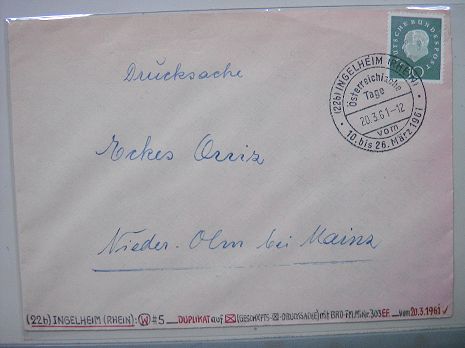 DEUTSCHE BUNDESPOST
(22b) INGELHEIM (RHEIN)
Österreichische
Tage
20.3.61-12
vom
10. bis 26. März 1961
Drucksache
Eckes
Nieder-Olm bei Mainz
(22b) INGELHEIM (RHEIN): W #5 _ DUPLIKAT auf (GESCHÄFTS- -DRUCKSACHE) mit BRD- Mi.Nr. 303EF _ vom 20.3.1961